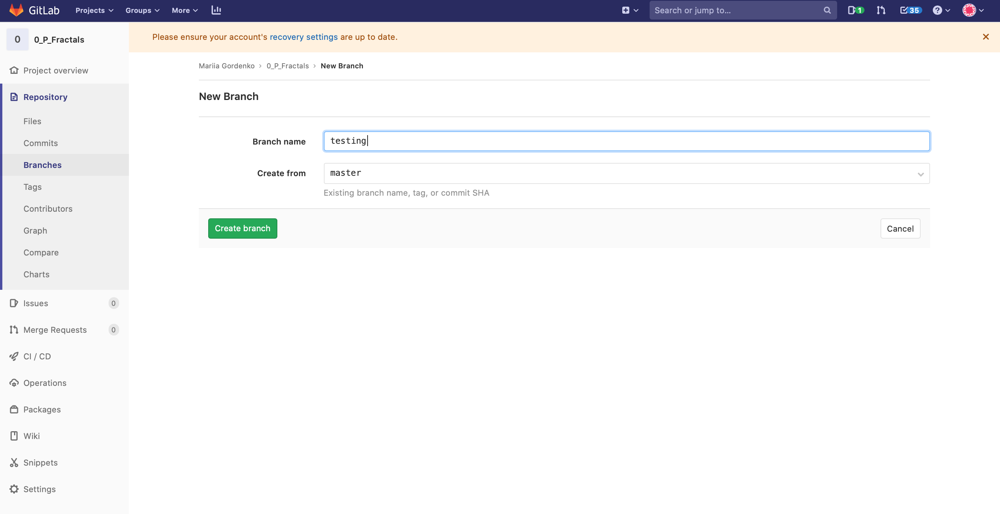 GitLab Projects Groups More Search or jump to... 1 35
0 0_P_Fractals
Please ensure your account's recovery settings are up to date.
Project overview
Repository
Files
Commits
Branches
Tags
Contributors
Graph
Compare
Charts
Issues 0
Merge Requests 0
CI / CD
Operations
Packages
Wiki
Snippets
Settings
Mariia Gordenko › 0_P_Fractals › New Branch
New Branch
Branch name testing
Create from master
Existing branch name, tag, or commit SHA
Create branch Cancel